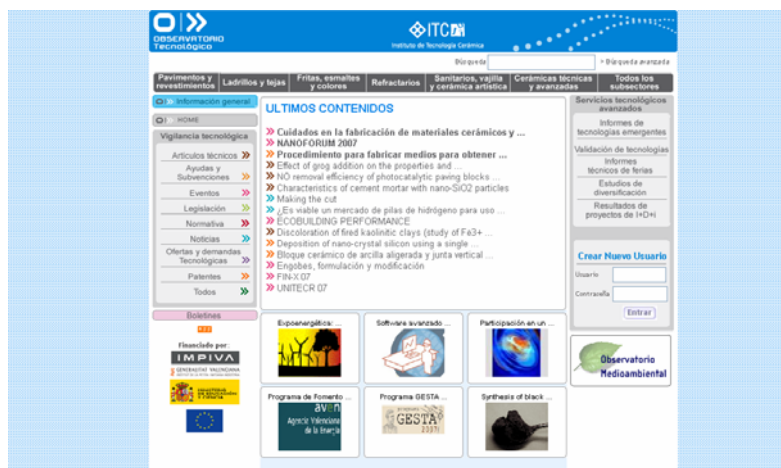 OBSERVATORIO
Tecnológico
ITC
Instituto de Tecnología Cerámica
Búsqueda
> Búsqueda avanzada
Pavimentos y revestimientos
Ladrillos y tejas
Fritas, esmaltes y colores
Refractarios
Sanitarios, vajilla y cerámica artística
Cerámicas técnicas y avanzadas
Todos los subsectores
Información general
HOME
Vigilancia tecnológica
Artículos técnicos
Ayudas y
Subvenciones
Eventos
Legislación
Normativa
Noticias
Ofertas y demandas
Tecnológicas
Patentes
Todos
Boletines
Financiado por:
IMPIVA
GENERALITAT VALENCIANA
ULTIMOS CONTENIDOS
Cuidados en la fabricación de materiales cerámicos y ...
NANOFORUM 2007
Procedimiento para fabricar medios para obtener ...
Effect of grog addition on the properties and ...
NO removal efficiency of photocatalytic paving blocks ...
Characteristics of cement mortar with nano-SiO2 particles
Making the cut
¿Es viable un mercado de pilas de hidrógeno para uso ...
ECOBUILDING PERFORMANCE
Discoloration of fired kaolinitic clays (study of Fe3+ ...
Deposition of nano-crystal silicon using a single ...
Bloque cerámico de arcilla aligerada y junta vertical ...
Engobes, formulación y modificación
FIN-X 07
UNITECR 07
Expoenergética: ...
Software avanzado ...
Participación en un ...
Programa de Fomento ...
aven
Agencia Valenciana
de la Energía
Programa GESTA ...
GESTA
2007
Synthesis of black ...
Servicios tecnológicos
avanzados
Informes de
tecnologías emergentes
Validación de tecnologías
Informes
técnicos de ferias
Estudios de
diversificación
Resultados de
proyectos de I+D+i
Crear Nuevo Usuario
Usuario
Contraseña
Entrar
Observatorio
Medioambiental